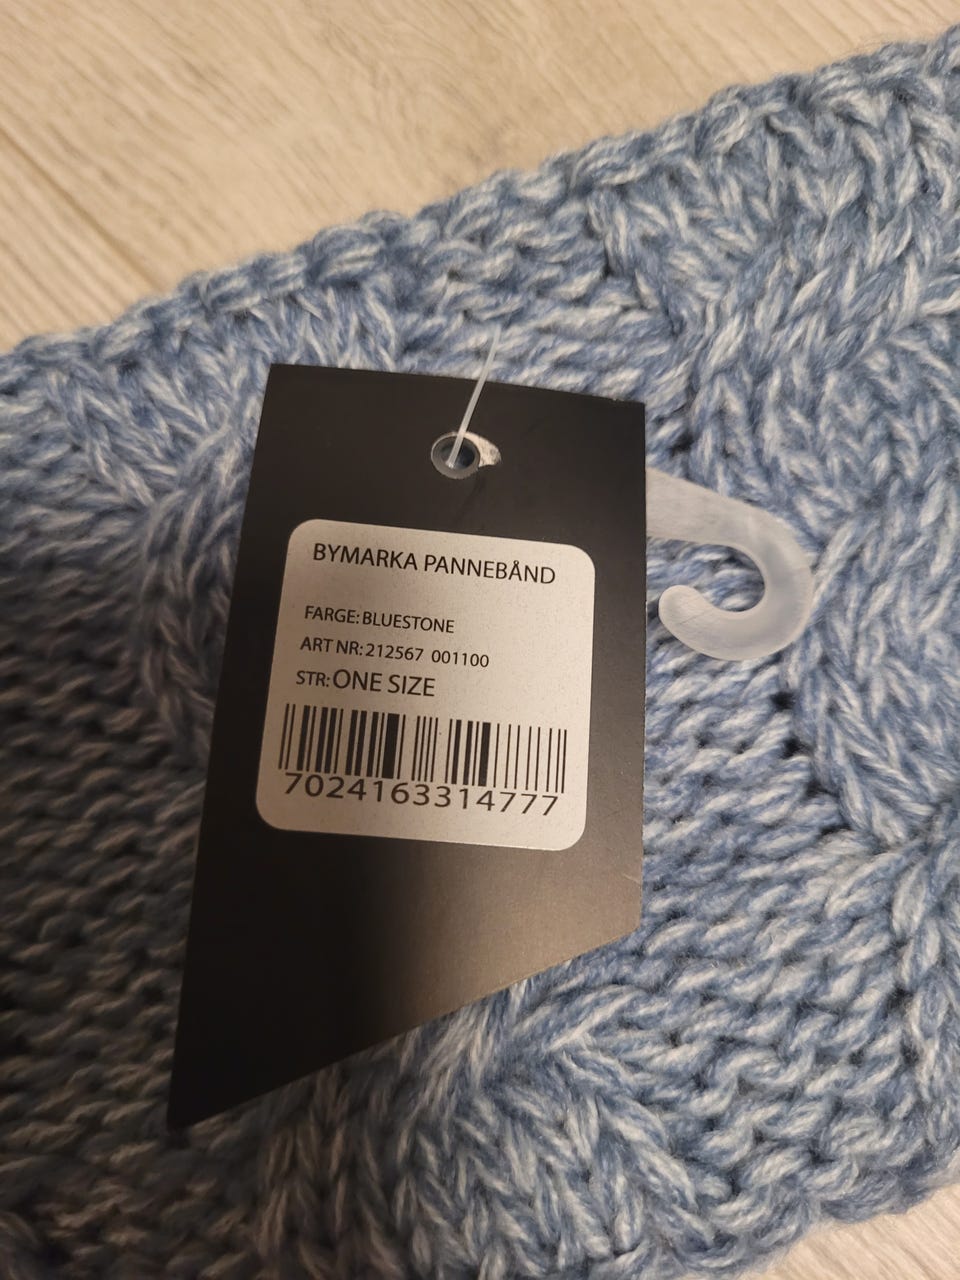 BYMARKA PANNEBÅND
FARGE: BLUESTONE
ART NR: 212567 001100
STR: ONE SIZE
7024163314777